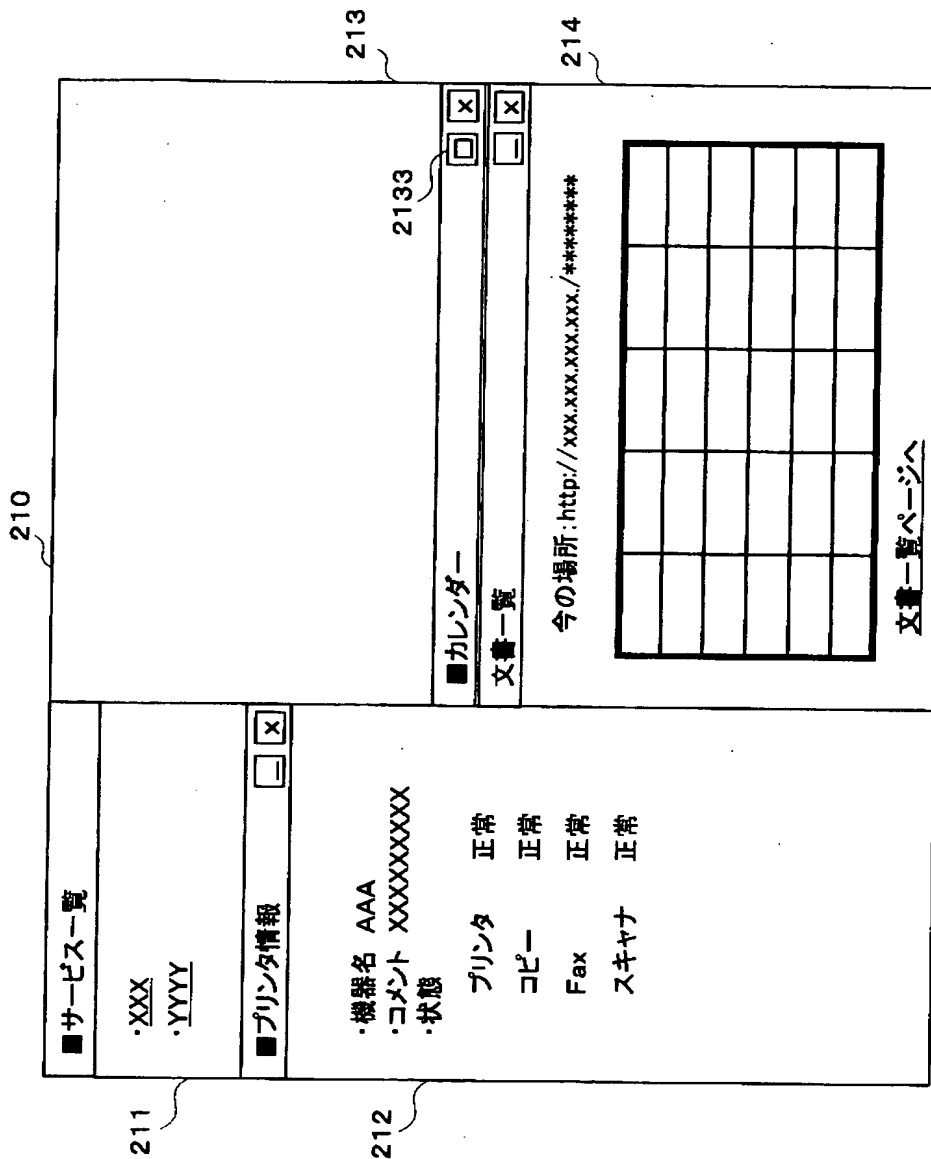 210
■サービス一覧
・XXX
・YYYY
211
■プリンタ情報
・機器名 AAA
・コメント XXXXXXXXX
・状態
プリンタ 正常
コピー 正常
Fax 正常
スキャナ 正常
212
213
2133
■カレンダー
文書一覧
214
今の場所:http://xxx.xxx.xxx.xxx./********
文書一覧ページへ